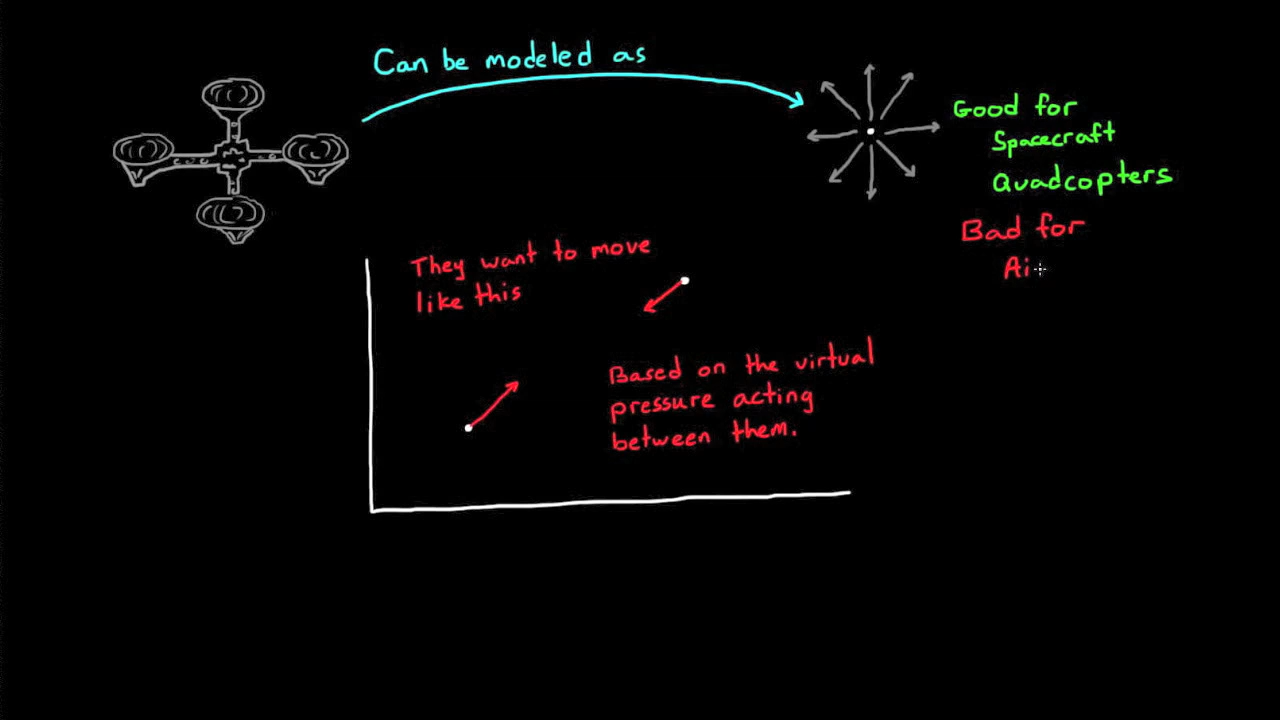 Can be modeled as
Good for
Spacecraft
Quadcopters
Bad for
Ai
They want to move
like this
Based on the virtual
pressure acting
between them.